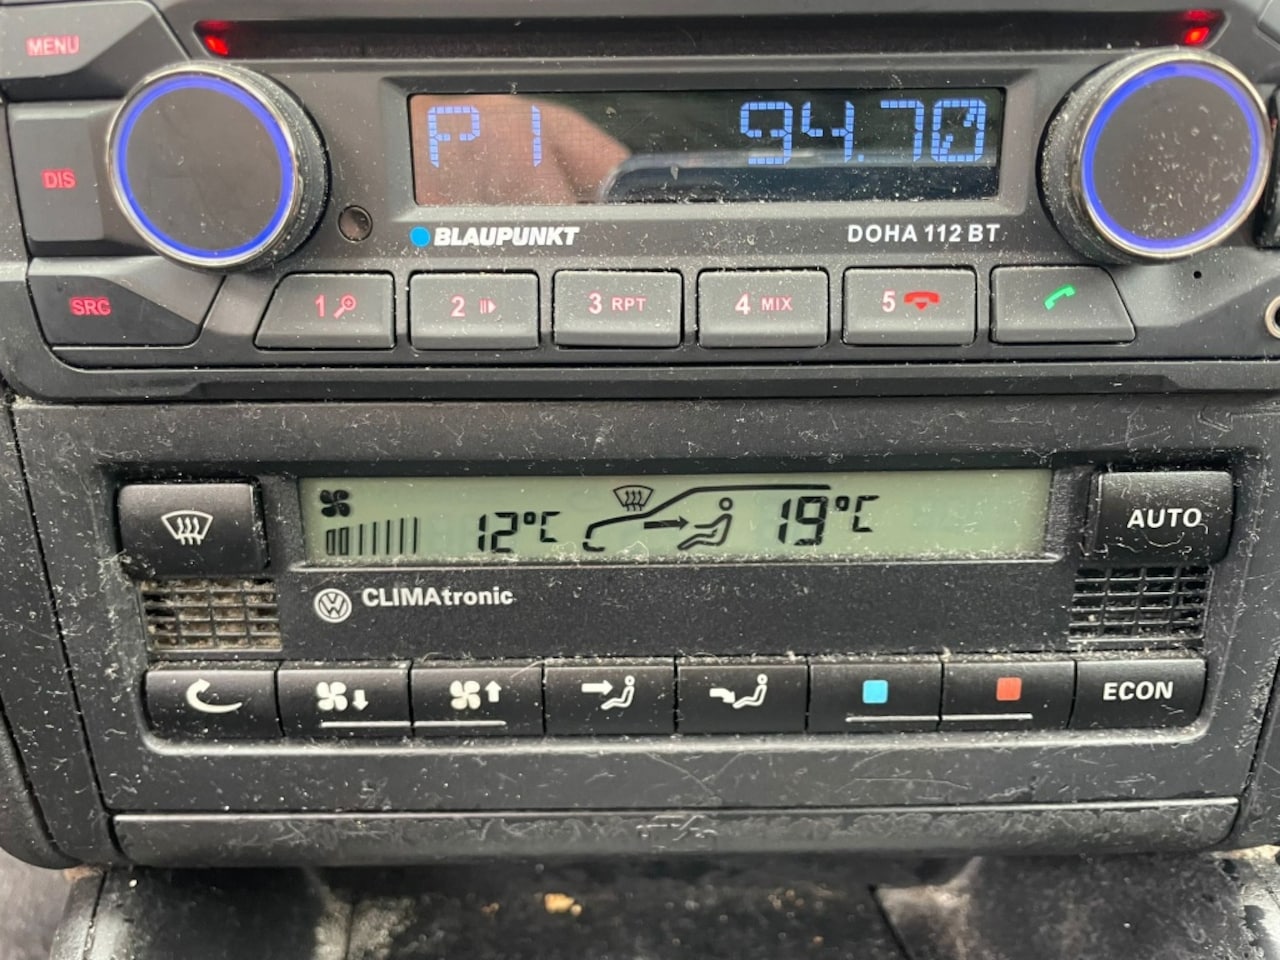 MENU
P1 94.70
DIS
BLAUPUNKT DOHA 112 BT
SRC 1 2 3 RPT 4 MIX 5
12°C 19°C
AUTO
CLIMAtronic
ECON